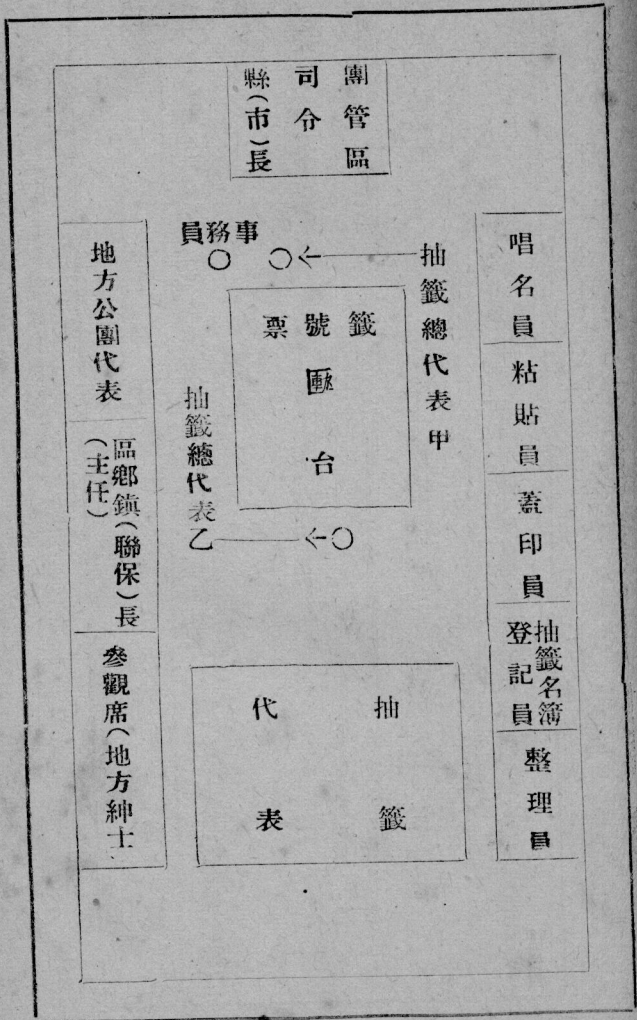 團管區
司令
縣（市）長
唱名員
粘貼員
蓋印員
抽籤名簿
登記員
整理員
抽籤總代表甲
事務員
籤
號
票
匭
台
抽籤總代表乙
抽籤
代表
地方公團代表
區鄉鎮（聯保）長
（主任）
參觀席（地方紳士